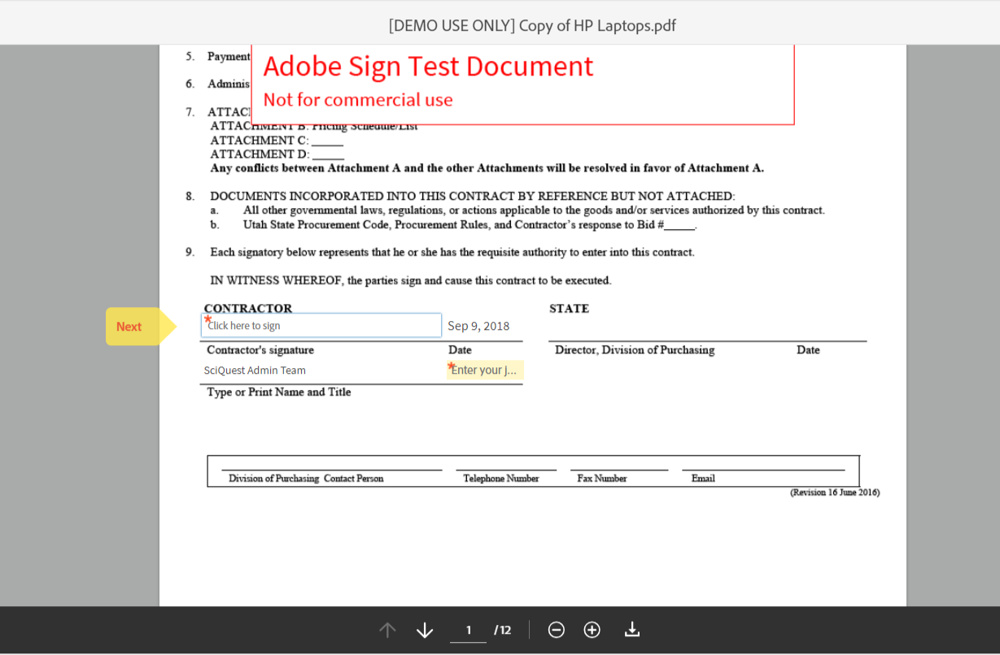 [DEMO USE ONLY] Copy of HP Laptops.pdf
5. Payment
Adobe Sign Test Document
6. Adminis
Not for commercial use
7. ATTAC
ATTACHMENT B: Pricing Schedule/List
ATTACHMENT C: _____
ATTACHMENT D: _____
Any conflicts between Attachment A and the other Attachments will be resolved in favor of Attachment A.
8. DOCUMENTS INCORPORATED INTO THIS CONTRACT BY REFERENCE BUT NOT ATTACHED:
a. All other governmental laws, regulations, or actions applicable to the goods and/or services authorized by this contract.
b. Utah State Procurement Code, Procurement Rules, and Contractor's response to Bid #_____.
9. Each signatory below represents that he or she has the requisite authority to enter into this contract.
IN WITNESS WHEREOF, the parties sign and cause this contract to be executed.
CONTRACTOR STATE
Next *Click here to sign Sep 9, 2018
Contractor's signature Date Director, Division of Purchasing Date
SciQuest Admin Team *Enter your j...
Type or Print Name and Title
Division of Purchasing Contact Person Telephone Number Fax Number Email
(Revision 16 June 2016)
1 / 12